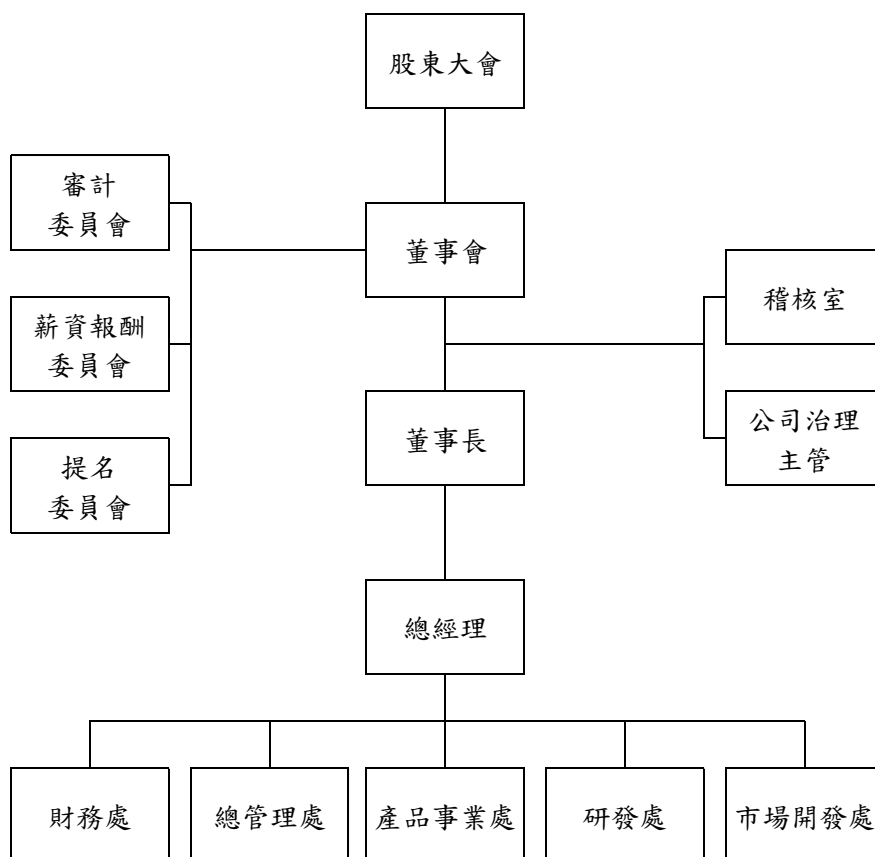 股東大會
審計
委員會
董事會
稽核室
薪資報酬
委員會
董事長
公司治理
主管
提名
委員會
總經理
財務處
總管理處
產品事業處
研發處
市場開發處